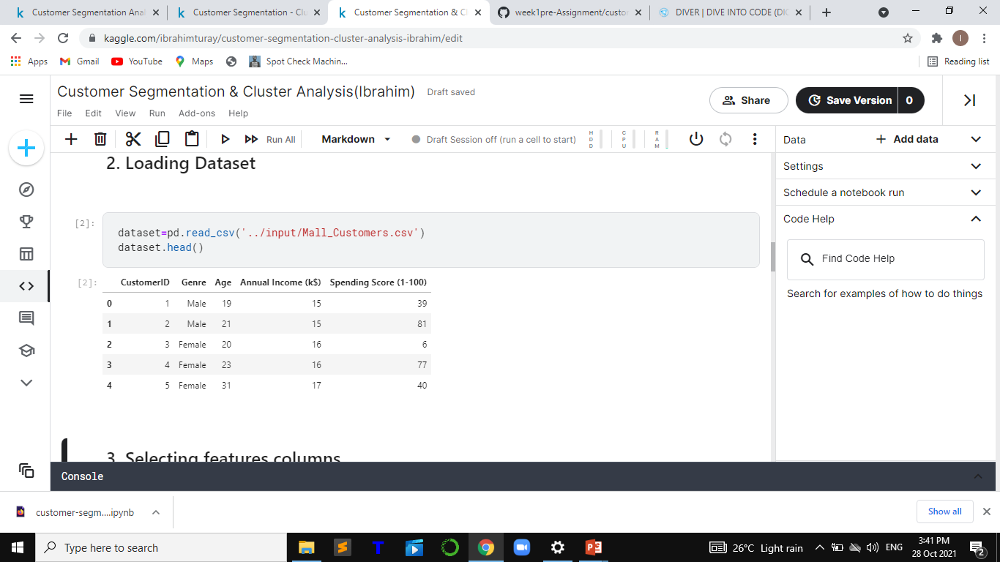 Customer Segmentation Anal
Customer Segmentation - Clu
Customer Segmentation & Cl
week1pre-Assignment/custor
DIVER | DIVE INTO CODE (DIC
kaggle.com/ibrahimturay/customer-segmentation-cluster-analysis-ibrahim/edit
I
Apps Gmail YouTube Maps Spot Check Machin... Reading list
Customer Segmentation & Cluster Analysis(Ibrahim) Draft saved
File Edit View Run Add-ons Help
Share
Save Version 0
Run All Markdown Draft Session off (run a cell to start) HDD CPU RAM
Data + Add data
Settings
Schedule a notebook run
Code Help
Find Code Help
Search for examples of how to do things
2. Loading Dataset
[2]:
dataset=pd.read_csv('../input/Mall_Customers.csv')
dataset.head()
[2]:
CustomerID Genre Age Annual Income (k$) Spending Score (1-100)
0 1 Male 19 15 39
1 2 Male 21 15 81
2 3 Female 20 16 6
3 4 Female 23 16 77
4 5 Female 31 17 40
3. Selecting features columns
Console
customer-segm....ipynb
Show all
Type here to search
26°C Light rain
ENG
3:41 PM
28 Oct 2021
2